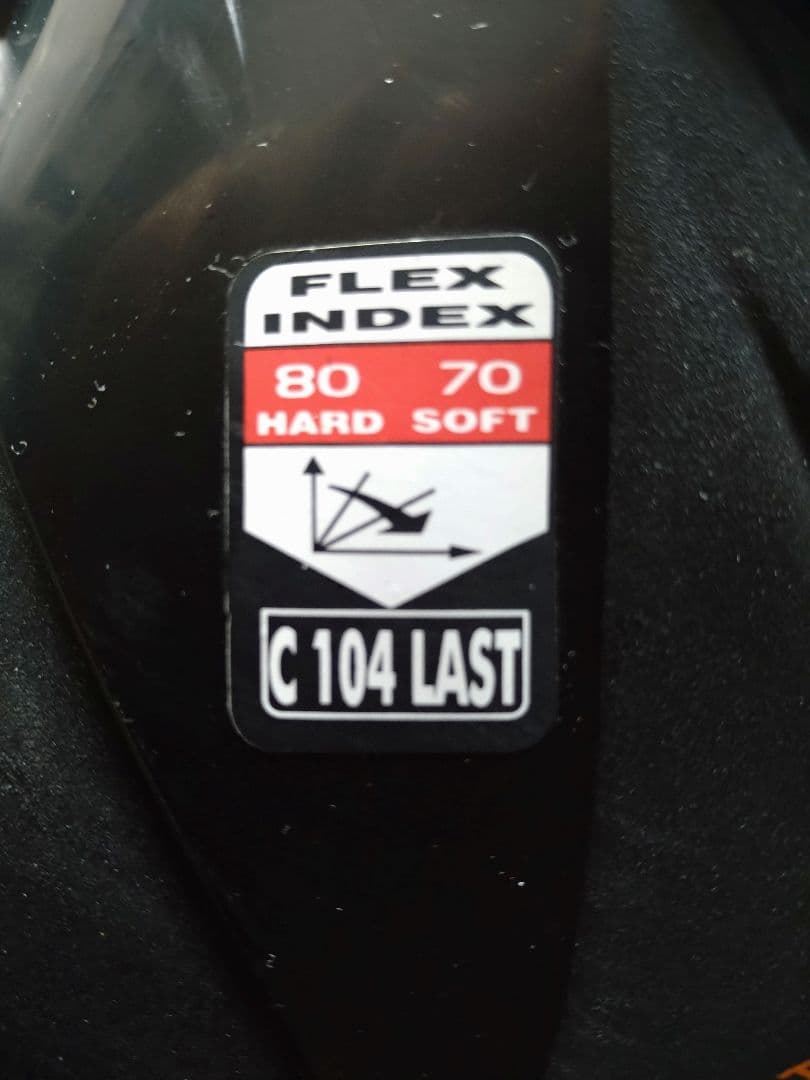 FLEX
INDEX
80 70
HARD SOFT
C 104 LAST